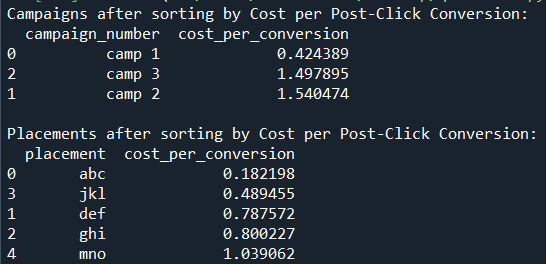 Campaigns after sorting by Cost per Post-Click Conversion:
campaign_number cost_per_conversion
0 camp 1 0.424389
2 camp 3 1.497895
1 camp 2 1.540474
Placements after sorting by Cost per Post-Click Conversion:
placement cost_per_conversion
0 abc 0.182198
3 jkl 0.489455
1 def 0.787572
2 ghi 0.800227
4 mno 1.039062